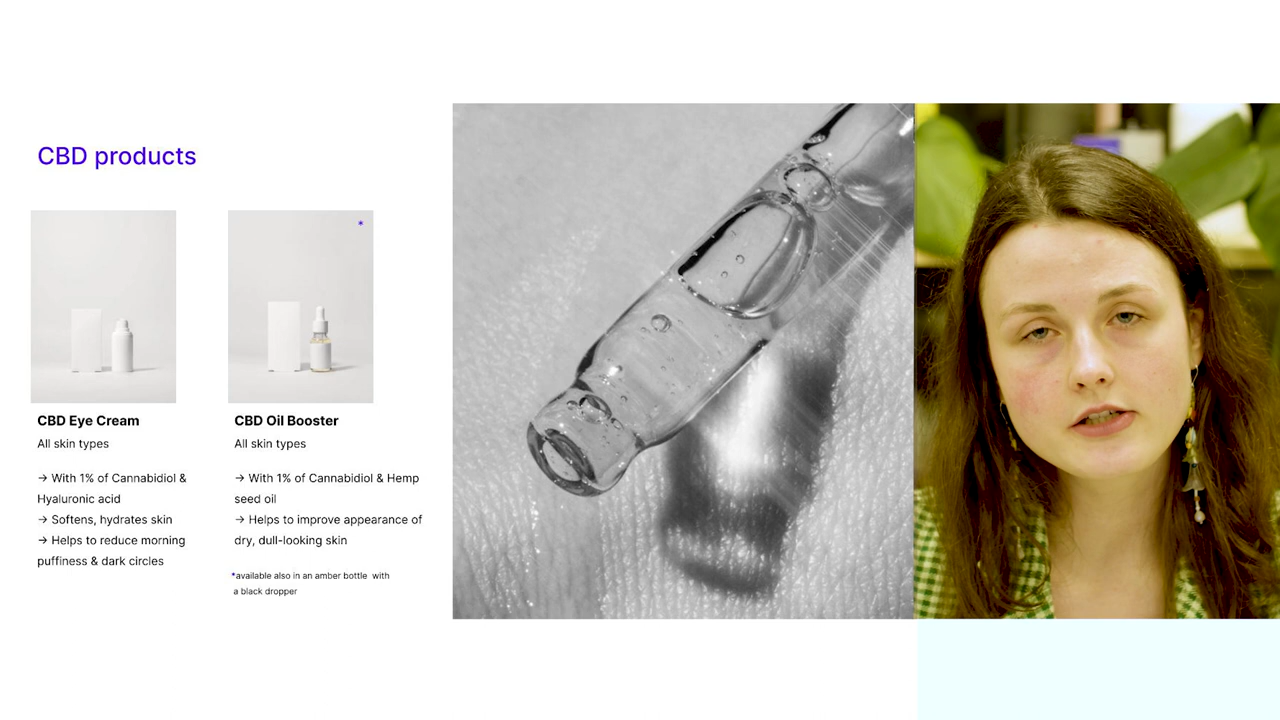 CBD products
*
CBD Eye Cream
All skin types
→ With 1% of Cannabidiol &
Hyaluronic acid
→ Softens, hydrates skin
→ Helps to reduce morning
puffiness & dark circles
CBD Oil Booster
All skin types
→ With 1% of Cannabidiol & Hemp
seed oil
→ Helps to improve appearance of
dry, dull-looking skin
*available also in an amber bottle with
a black dropper